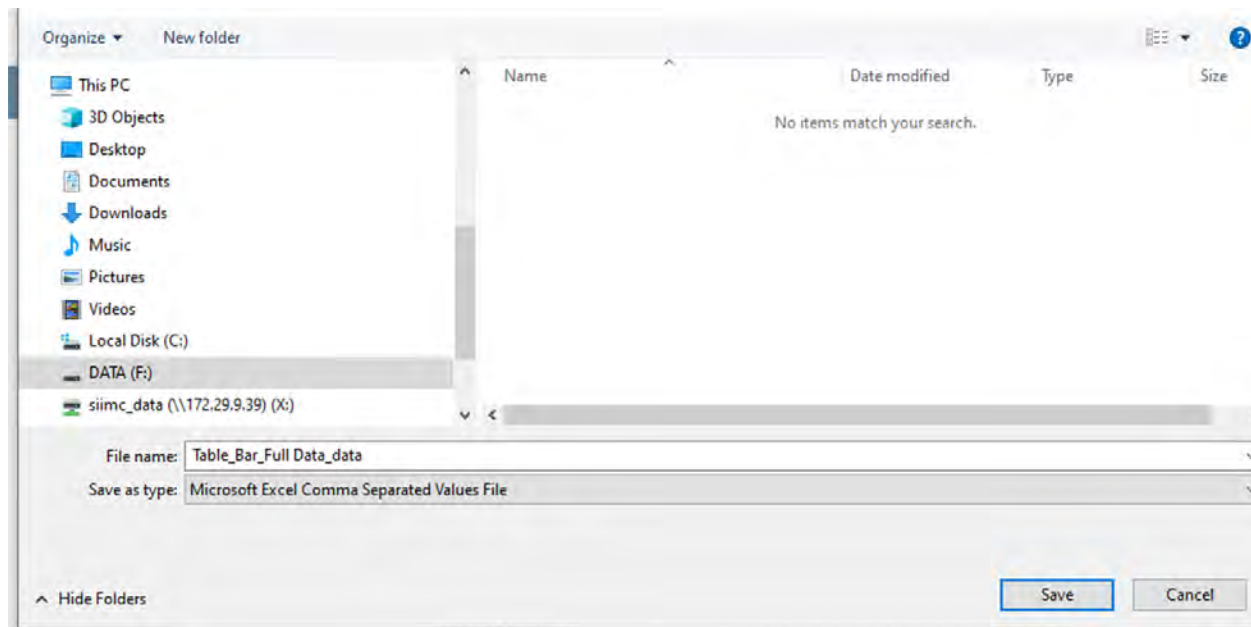 Organize New folder
?
This PC
3D Objects
Desktop
Documents
Downloads
Music
Pictures
Videos
Local Disk (C:)
DATA (F:)
siimc_data (\\172.29.9.39) (X:)
Name Date modified Type Size
No items match your search.
File name: Table_Bar_Full Data_data
Save as type: Microsoft Excel Comma Separated Values File
Hide Folders
Save Cancel